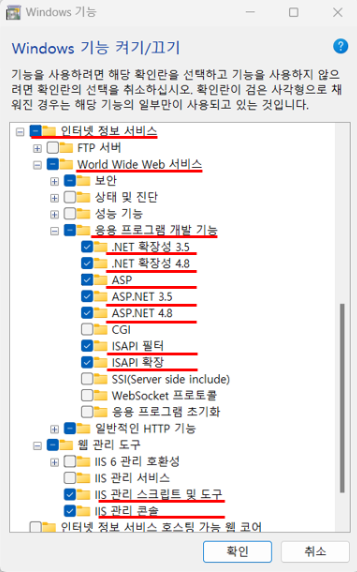 Windows 기능
Windows 기능 켜기/끄기
기능을 사용하려면 해당 확인란을 선택하고 기능을 사용하지 않으
려면 확인란의 선택을 취소하십시오. 확인란이 검은 사각형으로 채
워진 경우는 해당 기능의 일부만이 사용되고 있는 것입니다.
인터넷 정보 서비스
FTP 서버
World Wide Web 서비스
보안
상태 및 진단
성능 기능
응용 프로그램 개발 기능
.NET 확장성 3.5
.NET 확장성 4.8
ASP
ASP.NET 3.5
ASP.NET 4.8
CGI
ISAPI 필터
ISAPI 확장
SSI(Server side include)
WebSocket 프로토콜
응용 프로그램 초기화
일반적인 HTTP 기능
웹 관리 도구
IIS 6 관리 호환성
IIS 관리 서비스
IIS 관리 스크립트 및 도구
IIS 관리 콘솔
인터넷 정보 서비스 호스팅 가능 웹 코어
확인
취소